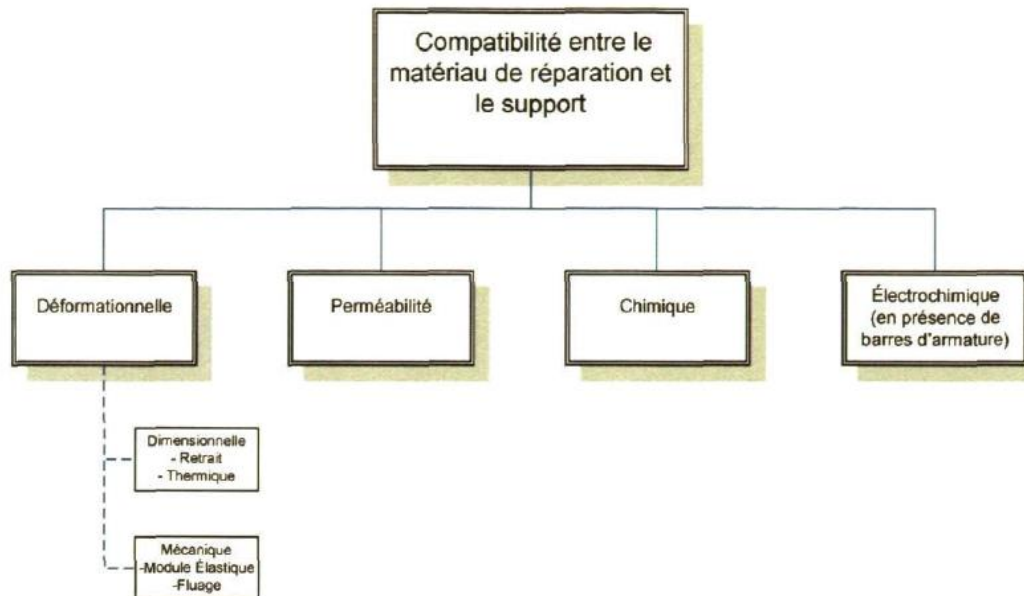 Compatibilité entre le
matériau de réparation et
le support
Déformationnelle
Perméabilité
Chimique
Électrochimique
(en présence de
barres d'armature)
Dimensionnelle
- Retrait
- Thermique
Mécanique
-Module Élastique
-Fluage